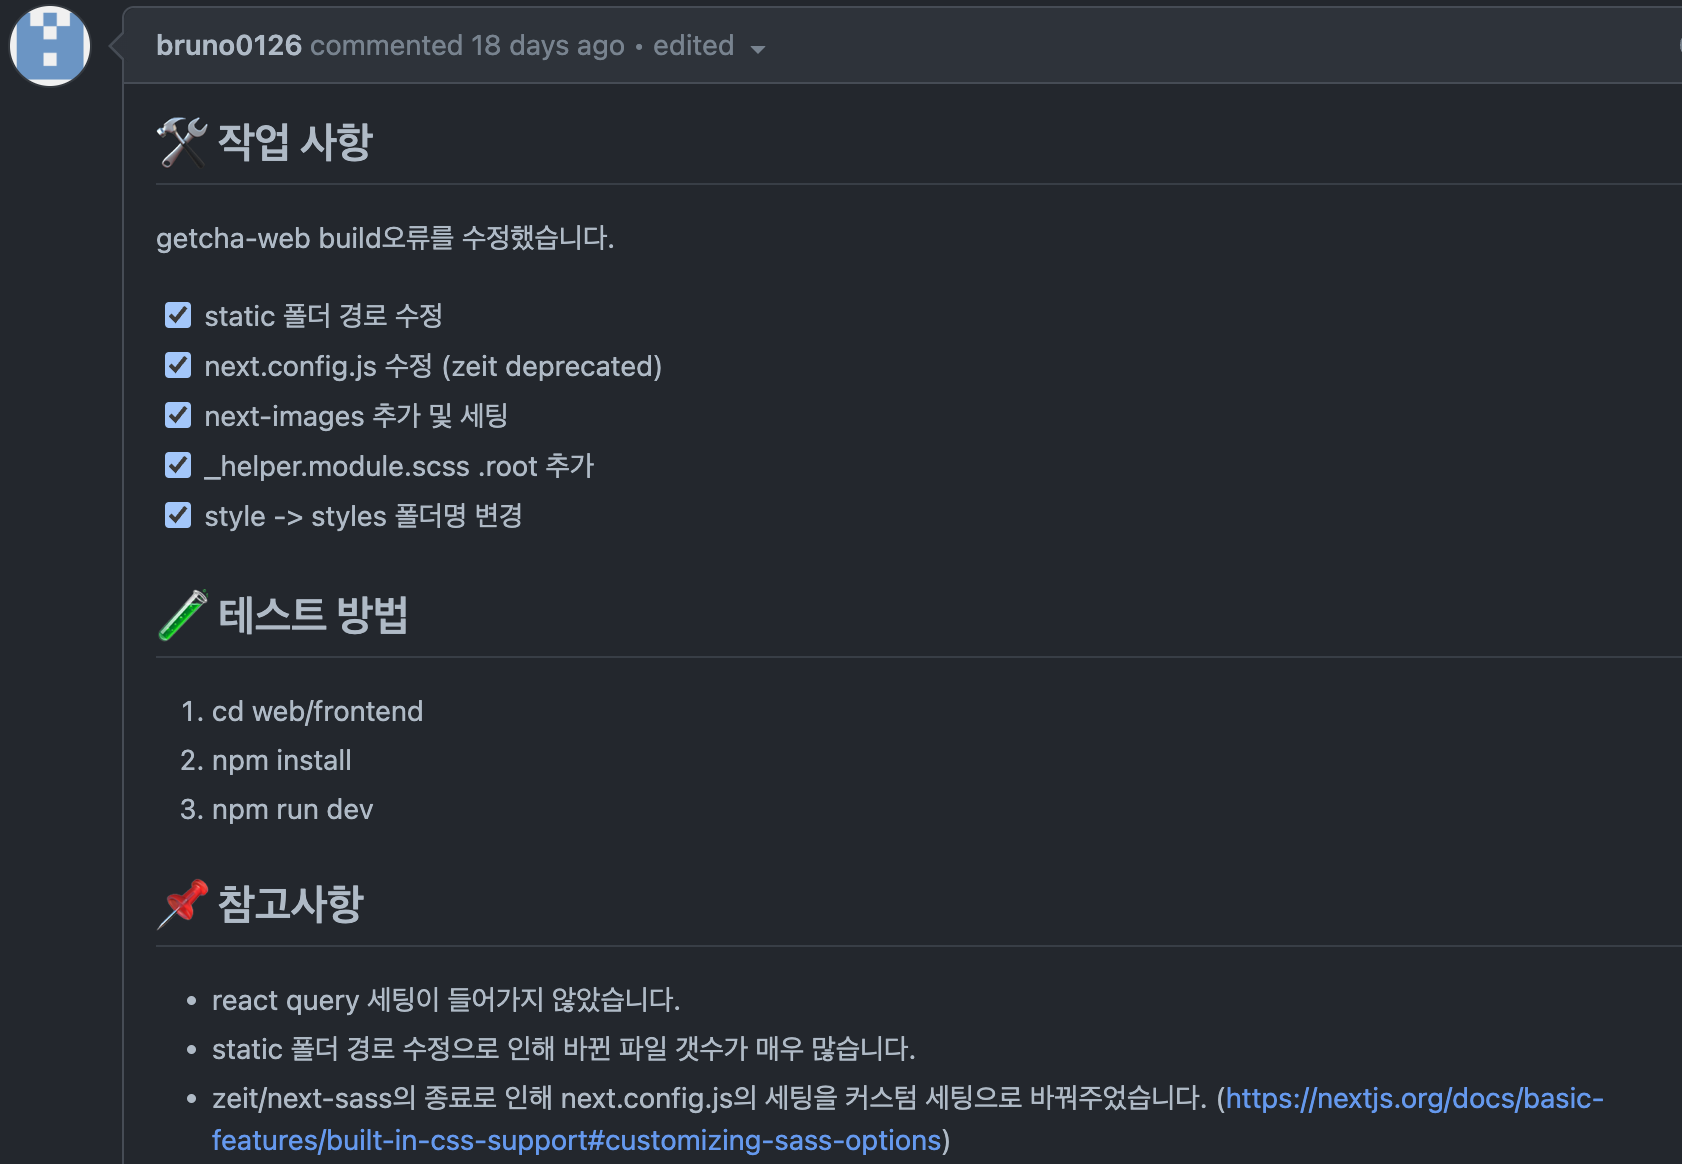 bruno0126 commented 18 days ago • edited
🛠 작업 사항
getcha-web build오류를 수정했습니다.
static 폴더 경로 수정
next.config.js 수정 (zeit deprecated)
next-images 추가 및 세팅
_helper.module.scss .root 추가
style -> styles 폴더명 변경
🧪 테스트 방법
1. cd web/frontend
2. npm install
3. npm run dev
📌 참고사항
• react query 세팅이 들어가지 않았습니다.
• static 폴더 경로 수정으로 인해 바뀐 파일 갯수가 매우 많습니다.
• zeit/next-sass의 종료로 인해 next.config.js의 세팅을 커스텀 세팅으로 바꿔주었습니다. (https://nextjs.org/docs/basic-
features/built-in-css-support#customizing-sass-options)